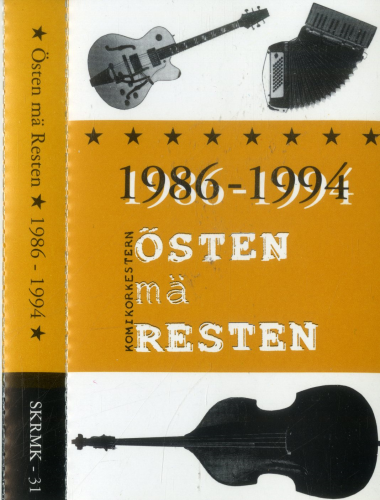 ★ Östen mä Resten ★ 1986 - 1994 ★
SKRMK - 31
1986-1994
KOMIKORKESTERN
ÖSTEN
mä
RESTEN